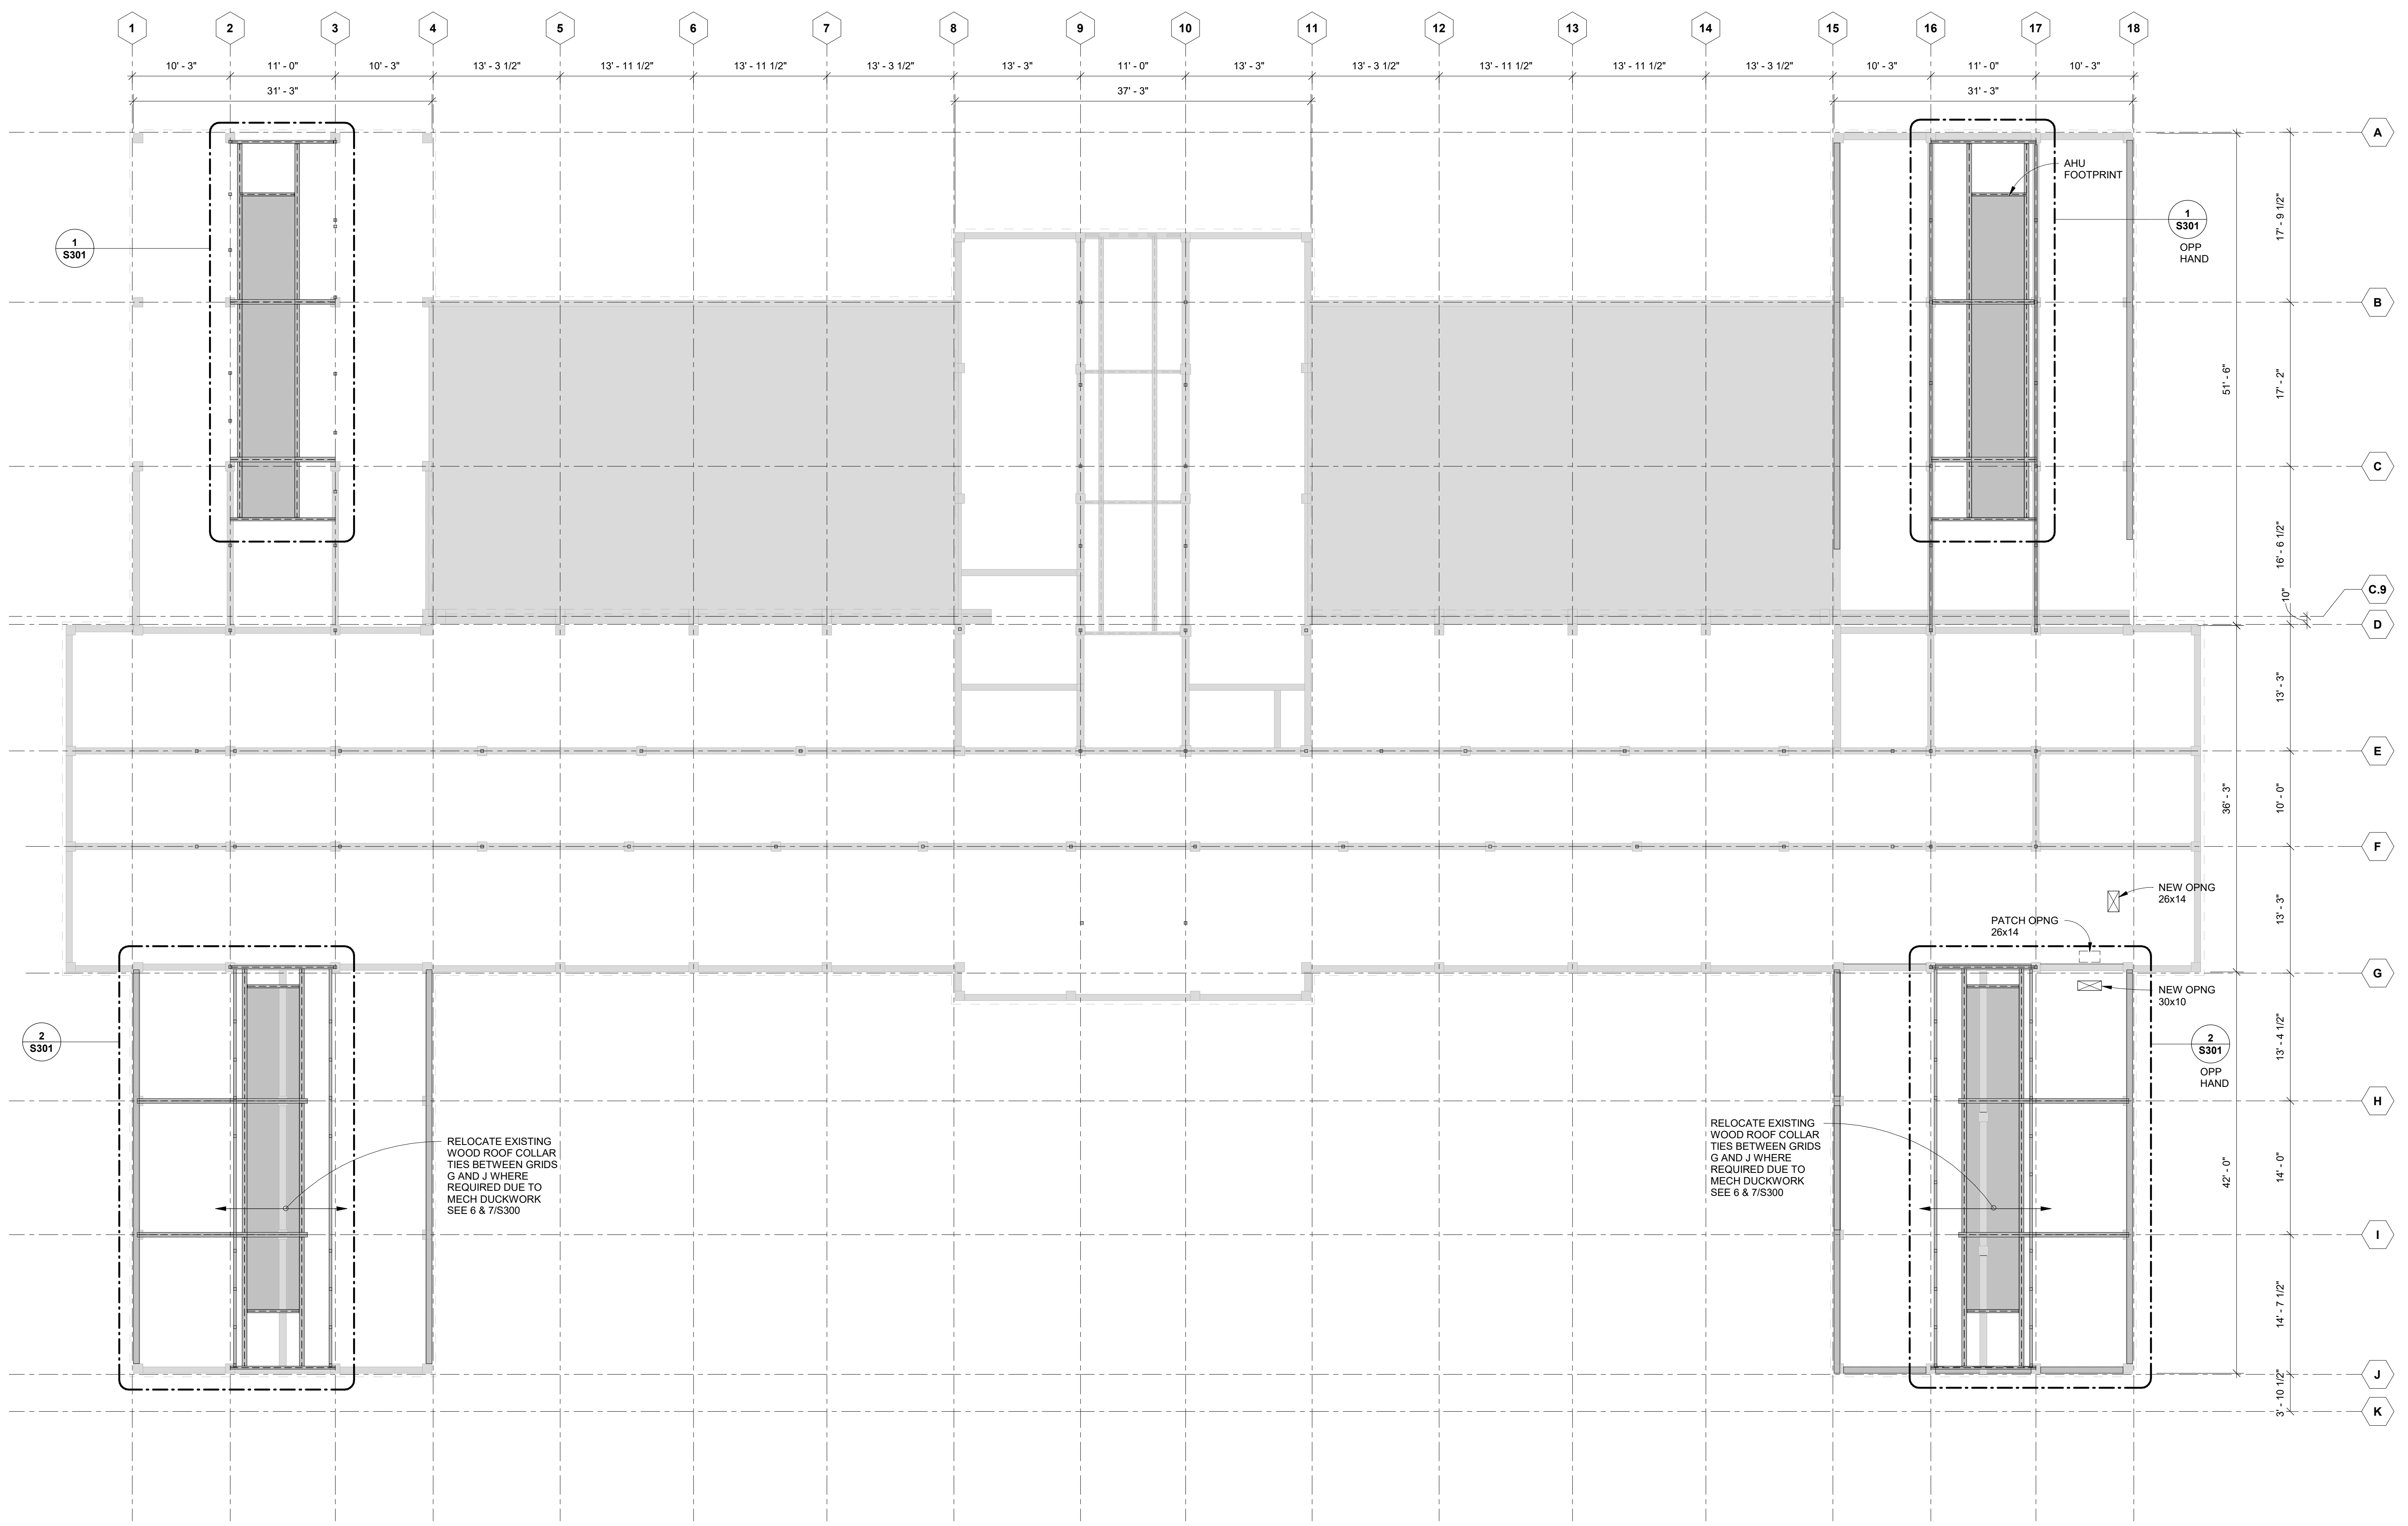 1
2
3
4
5
6
7
8
9
10
11
12
13
14
15
16
17
18
10' - 3"
11' - 0"
10' - 3"
13' - 3 1/2"
13' - 11 1/2"
13' - 11 1/2"
13' - 3 1/2"
13' - 3"
11' - 0"
13' - 3"
13' - 3 1/2"
13' - 11 1/2"
13' - 11 1/2"
13' - 3 1/2"
10' - 3"
11' - 0"
10' - 3"
31' - 3"
37' - 3"
31' - 3"
A
B
C
C.9
D
E
F
G
H
I
J
K
17' - 9 1/2"
17' - 2"
16' - 6 1/2"
10"
13' - 3"
10' - 0"
13' - 3"
13' - 4 1/2"
14' - 0"
14' - 7 1/2"
3' - 10 1/2"
51' - 6"
36' - 3"
42' - 0"
1
S301
AHU
FOOTPRINT
1
S301
OPP
HAND
NEW OPNG
26x14
PATCH OPNG
26x14
NEW OPNG
30x10
2
S301
2
S301
OPP
HAND
RELOCATE EXISTING
WOOD ROOF COLLAR
TIES BETWEEN GRIDS
G AND J WHERE
REQUIRED DUE TO
MECH DUCKWORK
SEE 6 & 7/S300
RELOCATE EXISTING
WOOD ROOF COLLAR
TIES BETWEEN GRIDS
G AND J WHERE
REQUIRED DUE TO
MECH DUCKWORK
SEE 6 & 7/S300